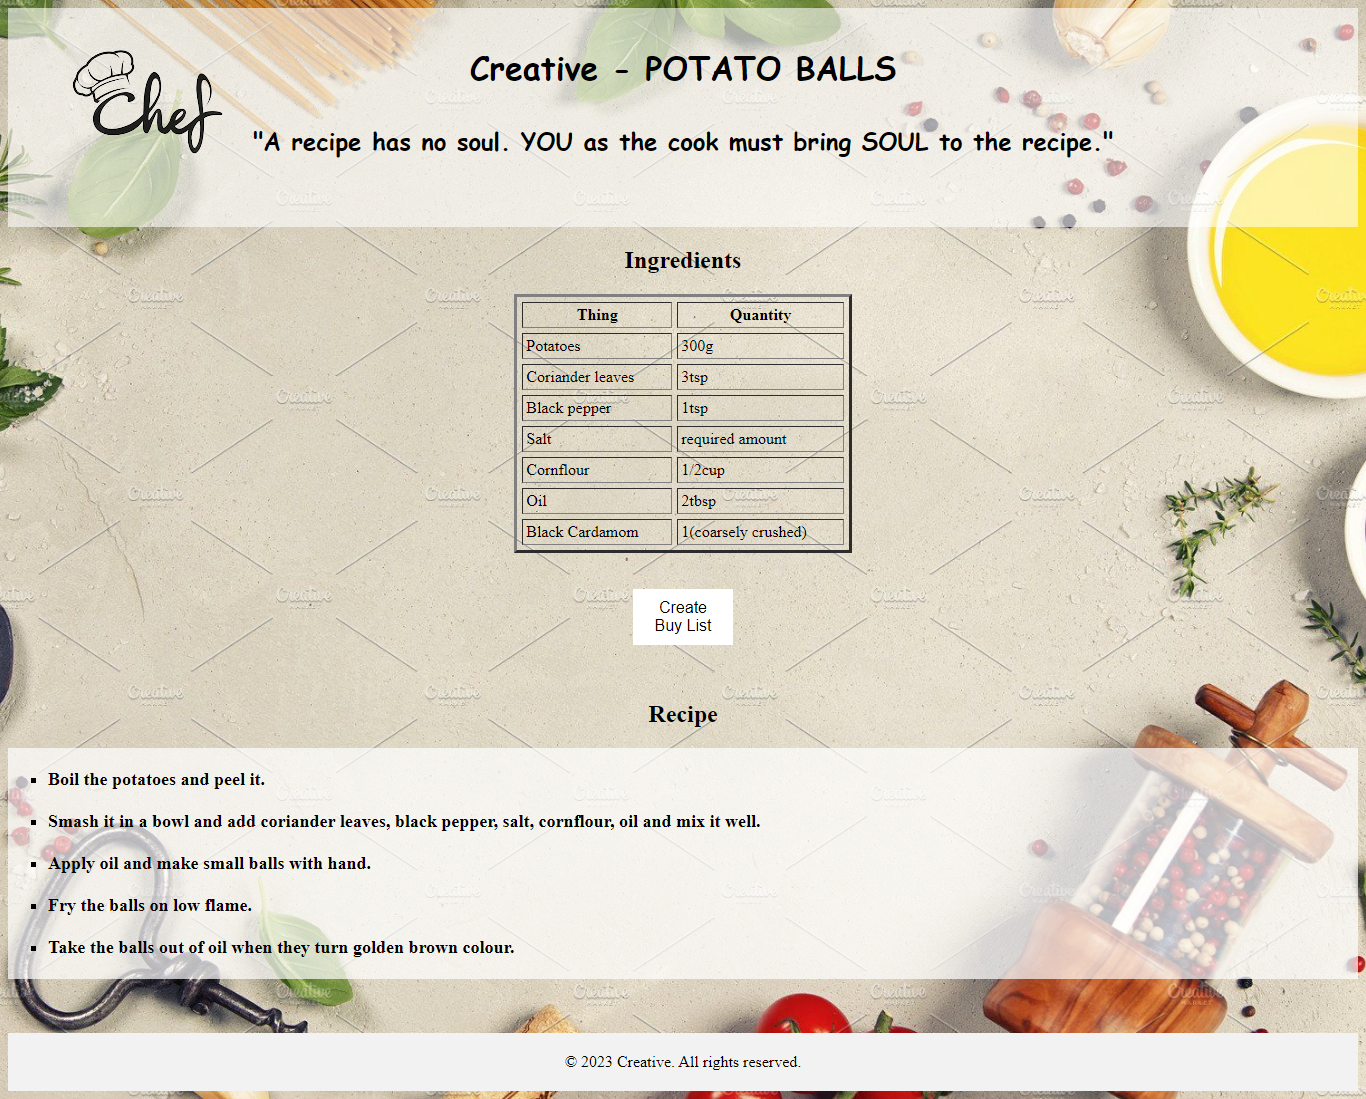 Chef
Creative - POTATO BALLS
"A recipe has no soul. YOU as the cook must bring SOUL to the recipe."
Ingredients
Thing Quantity
Potatoes 300g
Coriander leaves 3tsp
Black pepper 1tsp
Salt required amount
Cornflour 1/2cup
Oil 2tbsp
Black Cardamom 1(coarsely crushed)
Create
Buy List
Recipe
▪ Boil the potatoes and peel it.
▪ Smash it in a bowl and add coriander leaves, black pepper, salt, cornflour, oil and mix it well.
▪ Apply oil and make small balls with hand.
▪ Fry the balls on low flame.
▪ Take the balls out of oil when they turn golden brown colour.
© 2023 Creative. All rights reserved.
Creative
MARKET